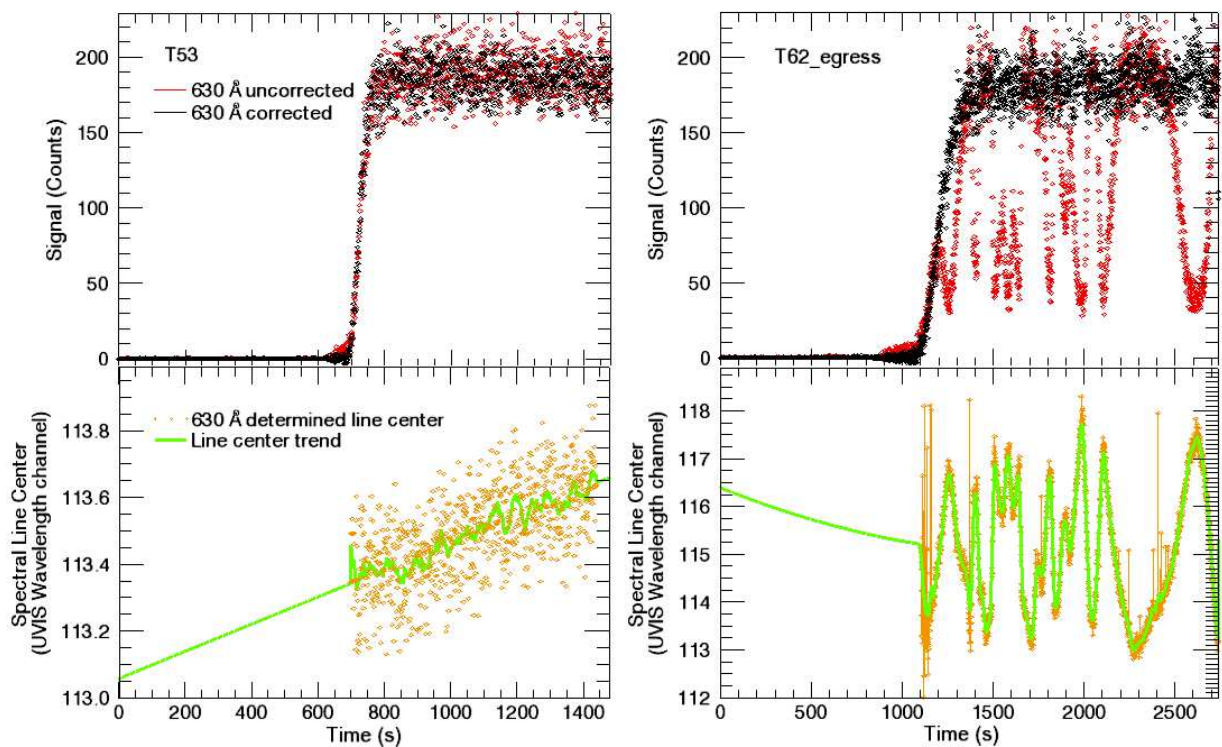 T53
630 Å uncorrected
630 Å corrected
Signal (Counts)
200
150
100
50
0
T62_egress
Signal (Counts)
200
150
100
50
0
630 Å determined line center
Line center trend
Spectral Line Center
(UVIS Wavelength channel)
113.8
113.6
113.4
113.2
113.0
0 200 400 600 800 1000 1200 1400
Time (s)
Spectral Line Center
(UVIS Wavelength channel)
118
117
116
115
114
113
112
0 500 1000 1500 2000 2500
Time (s)